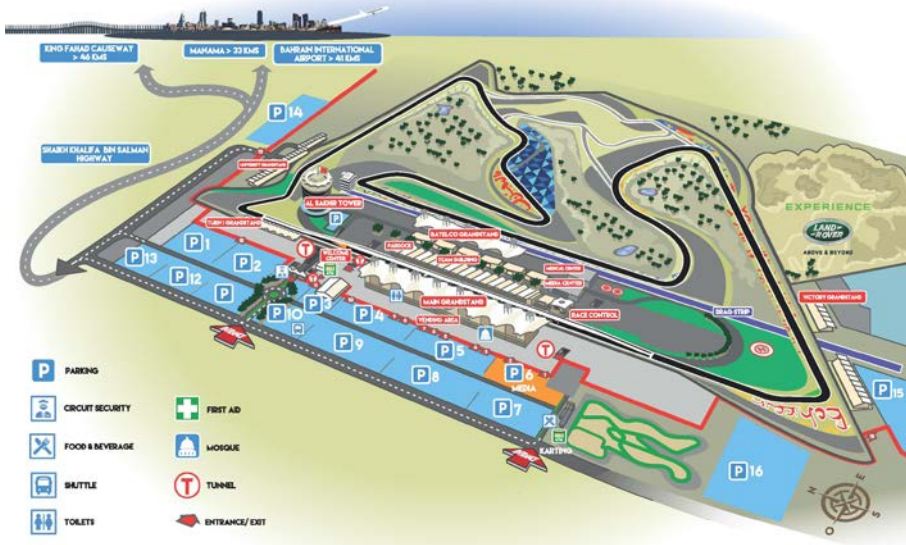 KING FAHAD CAUSEWAY
> 46 KMS
MANAMA > 33 KMS
BAHRAIN INTERNATIONAL
AIRPORT > 41 KMS
P 14
SHAIKH KHALIFA BIN SALMAN
HIGHWAY
UNIVERSITY GRANDSTAND
AL SAKHIR TOWER
P
TURN 1 GRANDSTAND
BATELCO GRANDSTAND
PADDOCK
TEAM BUILDING
EXPERIENCE
LAND
ROVER
ABOVE & BEYOND
P 1
P 13
P 2
P 12
P
T
WELCOME
CENTER
MEDICAL CENTER
MEDIA CENTER
VICTORY GRANDSTAND
MAIN GRANDSTAND
RACE CONTROL
DRAG STRIP
VENDING AREA
P 10
P 3
P 4
P 9
P 5
T
H
P 8
P 6
MEDIA
P 7
P 15
KARTING
P 16
P PARKING
CIRCUIT SECURITY
FIRST AID
FOOD & BEVERAGE
MOSQUE
SHUTTLE
T TUNNEL
TOILETS
ENTRANCE/ EXIT
N
E
S
O